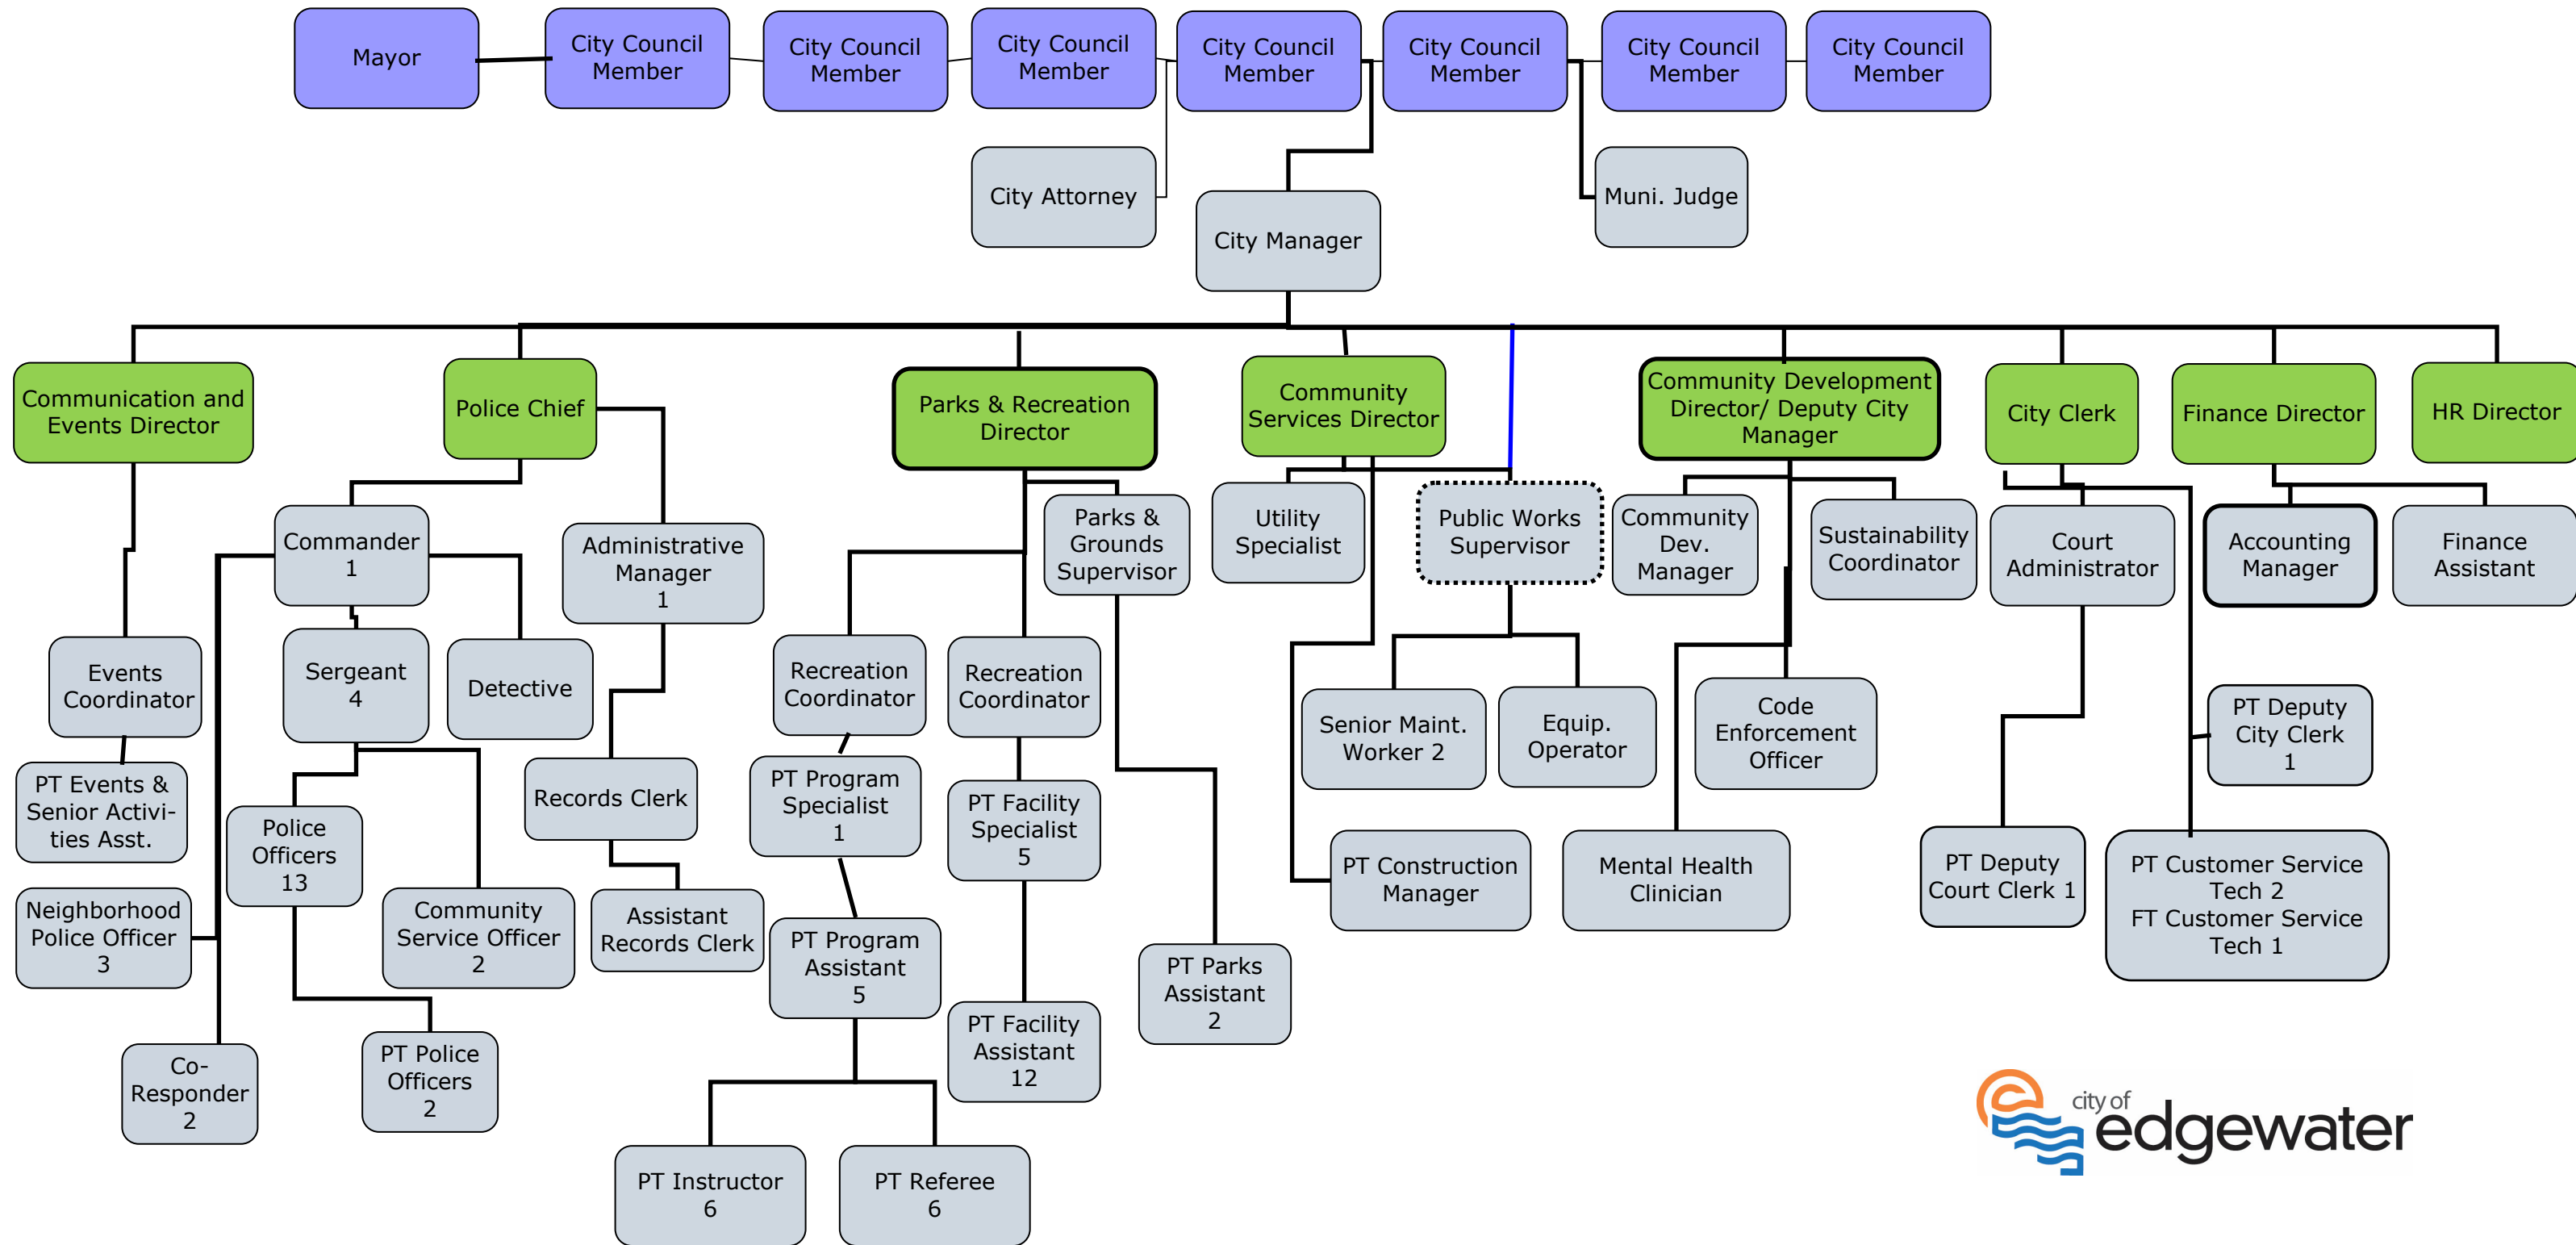 Mayor
City Council
Member
City Council
Member
City Council
Member
City Council
Member
City Council
Member
City Council
Member
City Council
Member
City Attorney
City Manager
Muni. Judge
Communication and
Events Director
Police Chief
Parks & Recreation
Director
Community
Services Director
Community Development
Director/ Deputy City
Manager
City Clerk
Finance Director
HR Director
Commander
1
Administrative
Manager
1
Parks &
Grounds
Supervisor
Utility
Specialist
Public Works
Supervisor
Community
Dev.
Manager
Sustainability
Coordinator
Court
Administrator
Accounting
Manager
Finance
Assistant
Events
Coordinator
Sergeant
4
Detective
Recreation
Coordinator
Recreation
Coordinator
Senior Maint.
Worker 2
Equip.
Operator
Code
Enforcement
Officer
PT Deputy
City Clerk
1
PT Events &
Senior Activi-
ties Asst.
Police
Officers
13
Records Clerk
PT Program
Specialist
1
PT Facility
Specialist
5
PT Construction
Manager
Mental Health
Clinician
PT Deputy
Court Clerk 1
PT Customer Service
Tech 2
FT Customer Service
Tech 1
Neighborhood
Police Officer
3
Community
Service Officer
2
Assistant
Records Clerk
PT Program
Assistant
5
PT Parks
Assistant
2
Co-
Responder
2
PT Police
Officers
2
PT Facility
Assistant
12
PT Instructor
6
PT Referee
6
city of
edgewater